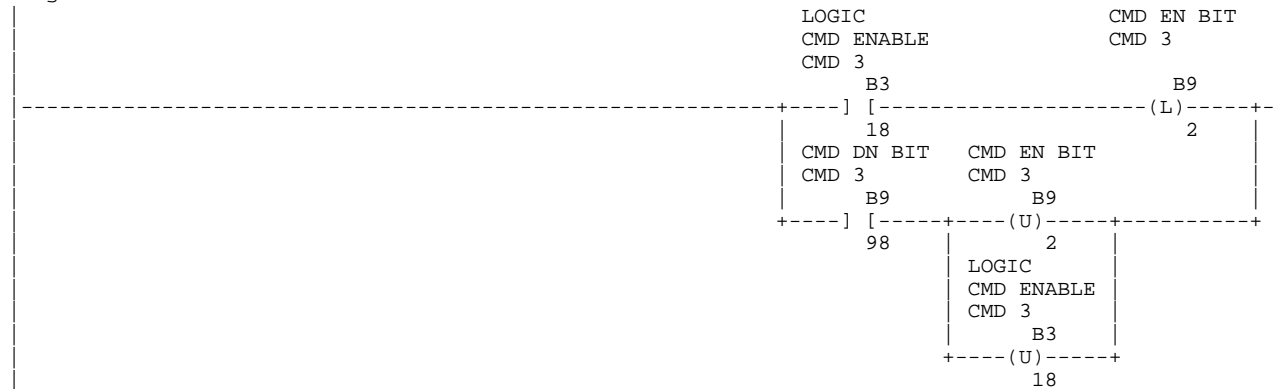 LOGIC CMD EN BIT
CMD ENABLE CMD 3
CMD 3
B3 B9
] [ (L)
18 2
CMD DN BIT CMD EN BIT
CMD 3 CMD 3
B9 B9
] [ (U)
98 2
LOGIC
CMD ENABLE
CMD 3
B3
(U)
18